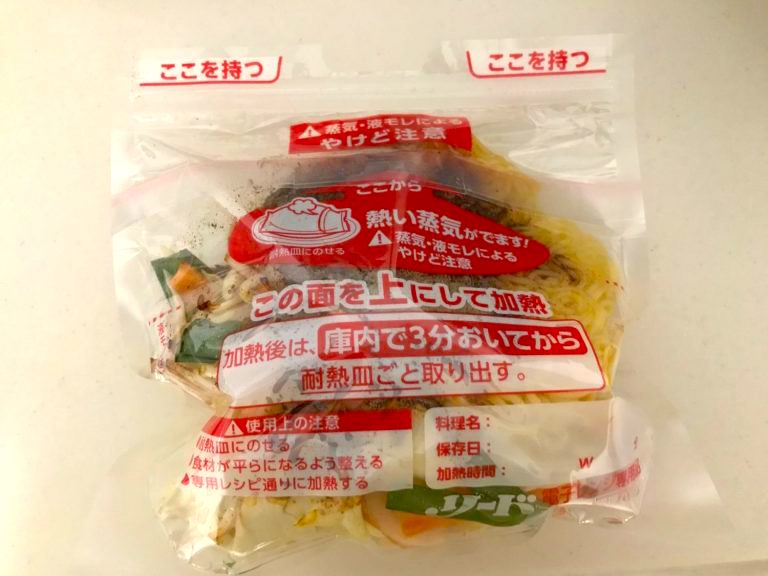 ここを持つ
ここを持つ
蒸気・液モレによる
やけど注意
ここから
熱い蒸気がでます!
蒸気・液モレによる
やけど注意
耐熱皿にのせる
この面を上にして加熱
加熱後は、庫内で3分おいてから
耐熱皿ごと取り出す。
使用上の注意
耐熱皿にのせる
食材が平らになるよう整える
専用レシピ通りに加熱する
料理名:
保存日:
加熱時間:
W
リード